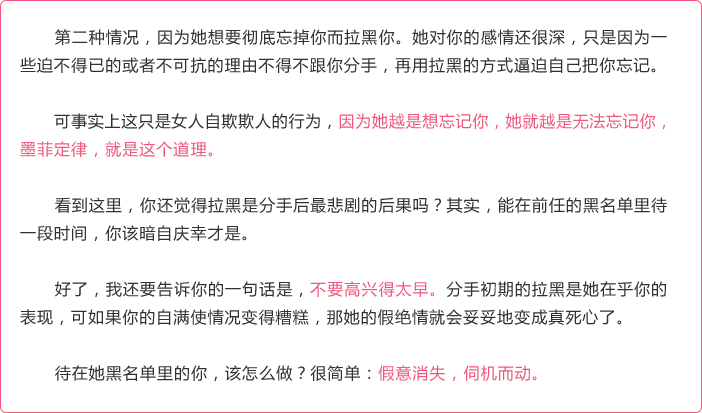 第二种情况，因为她想要彻底忘掉你而拉黑你。她对你的感情还很深，只是因为一
些迫不得已的或者不可抗的理由不得不跟你分手，再用拉黑的方式逼迫自己把你忘记。
可事实上这只是女人自欺欺人的行为，因为她越是想忘记你，她就越是无法忘记你，
墨菲定律，就是这个道理。
看到这里，你还觉得拉黑是分手后最悲剧的后果吗？其实，能在前任的黑名单里待
一段时间，你该暗自庆幸才是。
好了，我还要告诉你的一句话是，不要高兴得太早。分手初期的拉黑是她在乎你的
表现，可如果你的自满使情况变得糟糕，那她的假绝情就会妥妥地变成真死心了。
待在她黑名单里的你，该怎么做？很简单：假意消失，伺机而动。